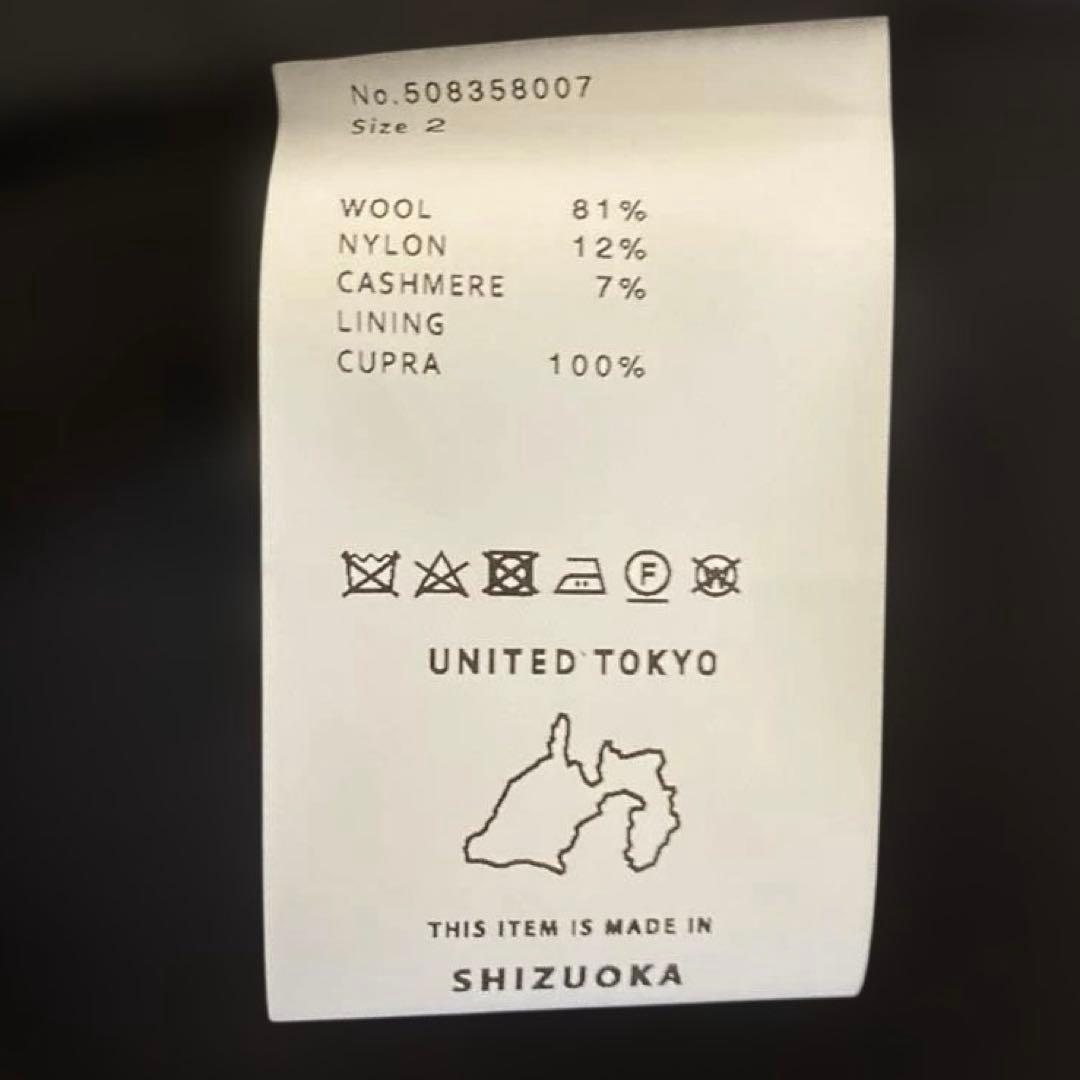 No.508358007
Size 2
WOOL 81%
NYLON 12%
CASHMERE 7%
LINING
CUPRA 100%
F W
UNITED TOKYO
THIS ITEM IS MADE IN
SHIZUOKA